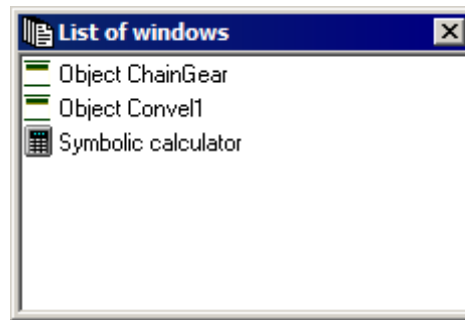 List of windows
Object ChainGear
Object Convel1
Symbolic calculator